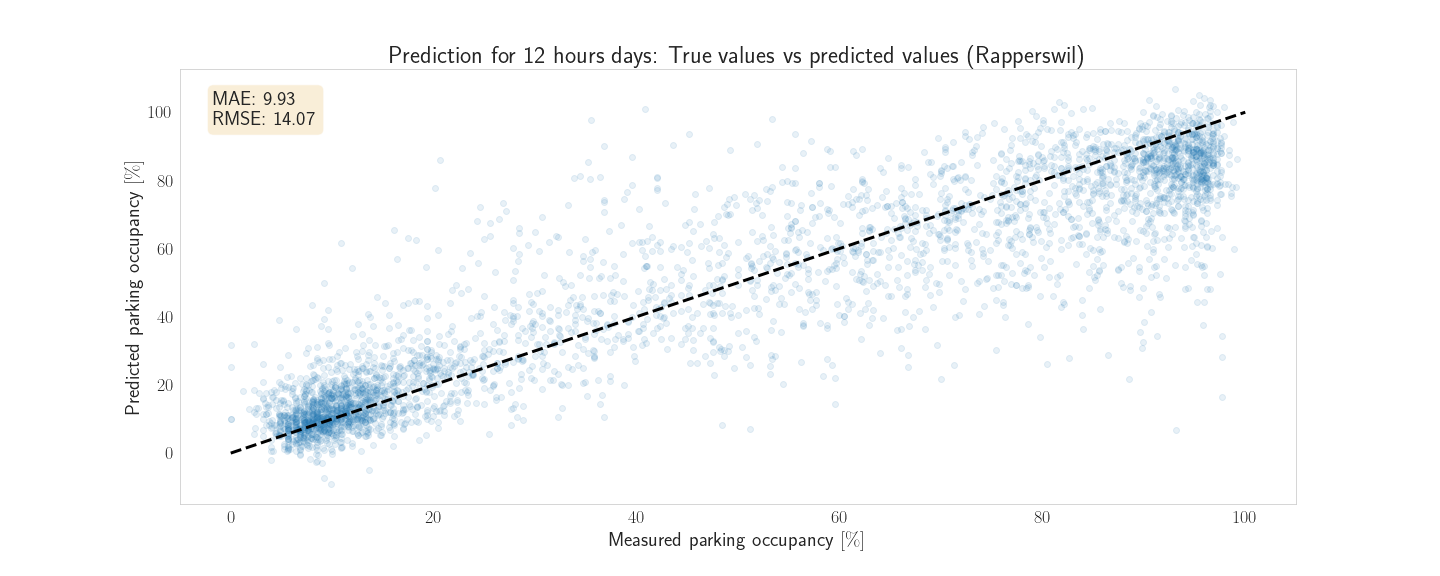 Prediction for 12 hours days: True values vs predicted values (Rapperswil)
MAE: 9.93
RMSE: 14.07
Predicted parking occupancy [%]
100
80
60
40
20
0
0 20 40 60 80 100
Measured parking occupancy [%]